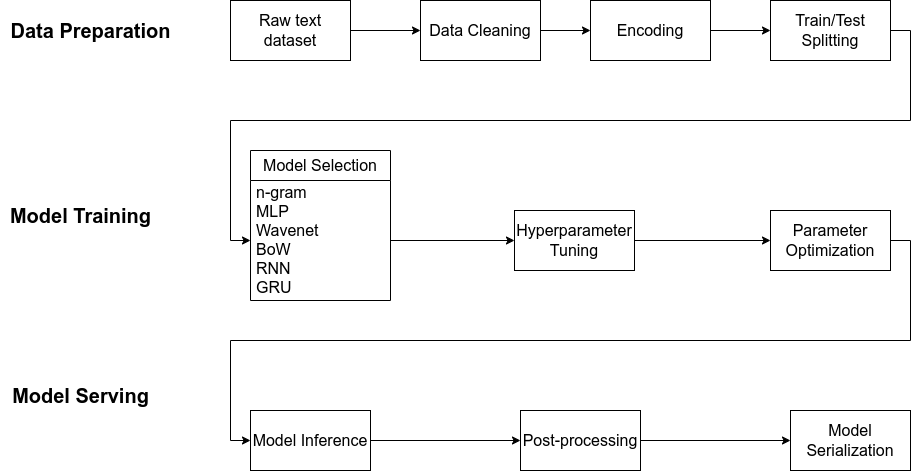 Data Preparation
Raw text
dataset
Data Cleaning
Encoding
Train/Test
Splitting
Model Training
Model Selection
n-gram
MLP
Wavenet
BoW
RNN
GRU
Hyperparameter
Tuning
Parameter
Optimization
Model Serving
Model Inference
Post-processing
Model
Serialization